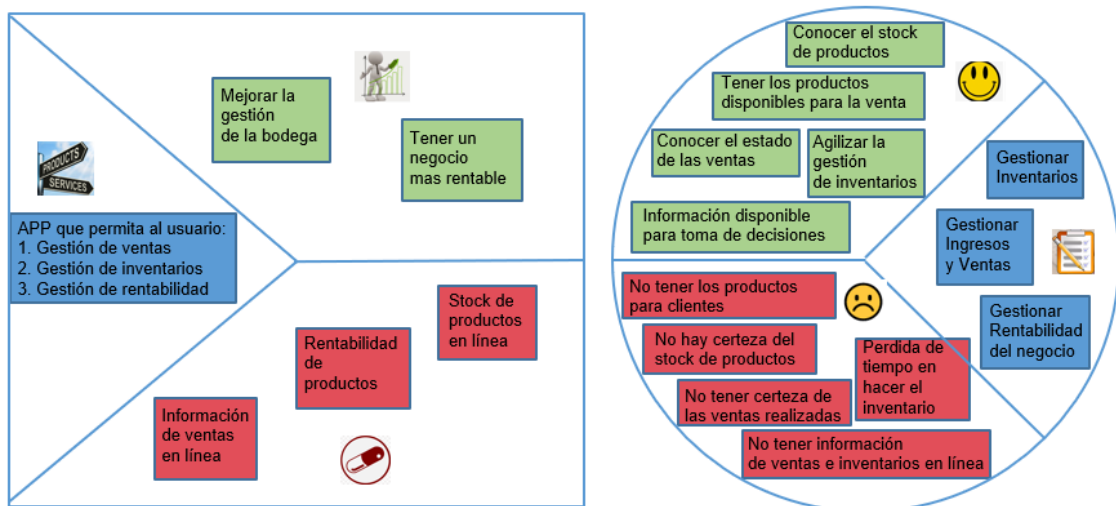 Mejorar la
gestión
de la bodega
Tener un
negocio
mas rentable
PRODUCTS
SERVICES
APP que permita al usuario:
1. Gestión de ventas
2. Gestión de inventarios
3. Gestión de rentabilidad
Stock de
productos
en línea
Rentabilidad
de
productos
Información
de ventas
en línea
Conocer el stock
de productos
Tener los productos
disponibles para la venta
Conocer el estado
de las ventas
Agilizar la
gestión
de inventarios
Información disponible
para toma de decisiones
Gestionar
Inventarios
Gestionar
Ingresos
y Ventas
Gestionar
Rentabilidad
del negocio
No tener los productos
para clientes
No hay certeza del
stock de productos
Perdida de
tiempo en
hacer el
inventario
No tener certeza de
las ventas realizadas
No tener información
de ventas e inventarios en línea